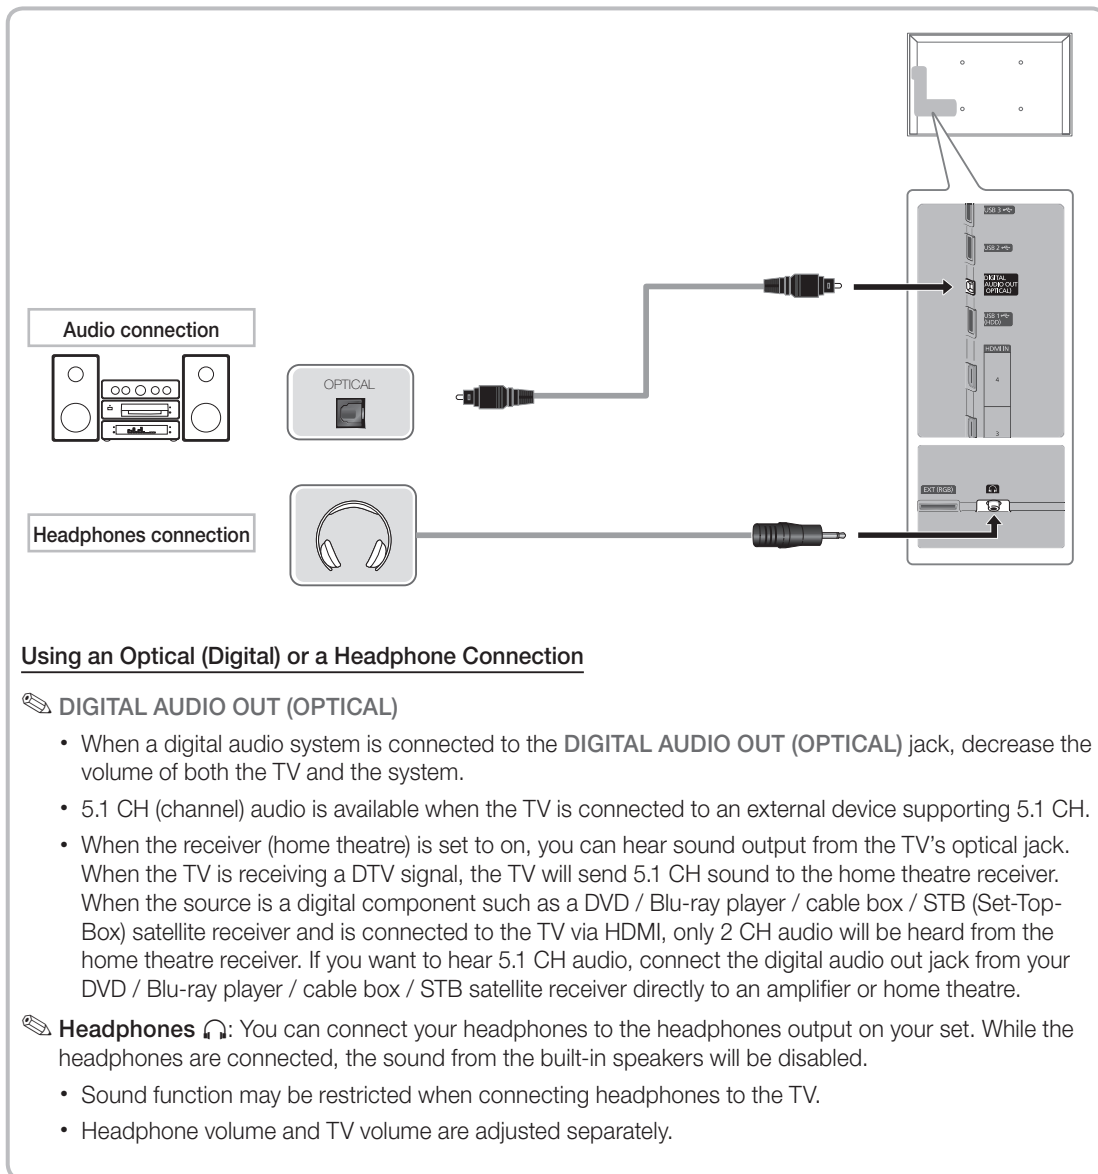 USB 3
USB 2
DIGITAL
AUDIO OUT
(OPTICAL)
USB 1
(HDD)
HDMI IN
4
3
Audio connection
OPTICAL
EXT (RGB)
Headphones connection
Using an Optical (Digital) or a Headphone Connection
DIGITAL AUDIO OUT (OPTICAL)
• When a digital audio system is connected to the DIGITAL AUDIO OUT (OPTICAL) jack, decrease the
volume of both the TV and the system.
• 5.1 CH (channel) audio is available when the TV is connected to an external device supporting 5.1 CH.
• When the receiver (home theatre) is set to on, you can hear sound output from the TV’s optical jack.
When the TV is receiving a DTV signal, the TV will send 5.1 CH sound to the home theatre receiver.
When the source is a digital component such as a DVD / Blu-ray player / cable box / STB (Set-Top-
Box) satellite receiver and is connected to the TV via HDMI, only 2 CH audio will be heard from the
home theatre receiver. If you want to hear 5.1 CH audio, connect the digital audio out jack from your
DVD / Blu-ray player / cable box / STB satellite receiver directly to an amplifier or home theatre.
Headphones : You can connect your headphones to the headphones output on your set. While the
headphones are connected, the sound from the built-in speakers will be disabled.
• Sound function may be restricted when connecting headphones to the TV.
• Headphone volume and TV volume are adjusted separately.